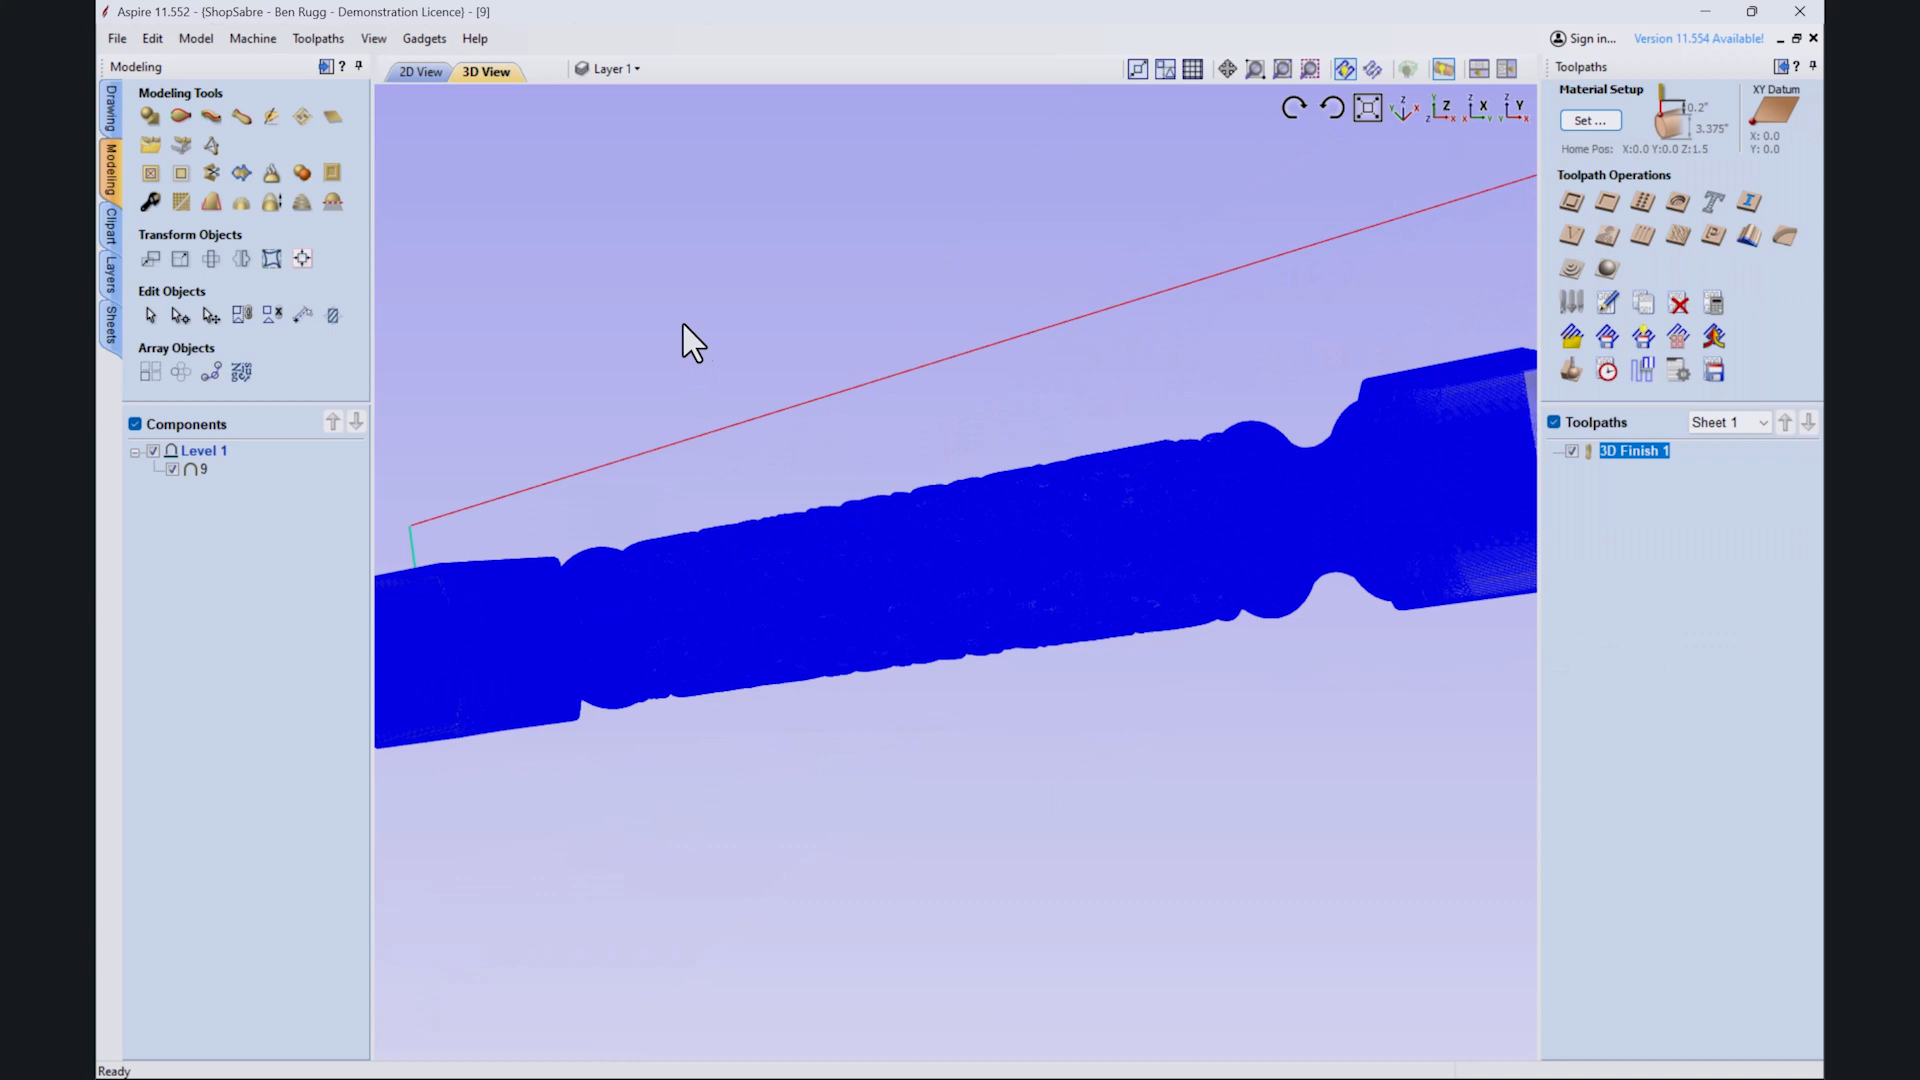 Aspire 11.552 - {ShopSabre - Ben Rugg - Demonstration Licence} - [9]
File Edit Model Machine Toolpaths View Gadgets Help
Sign in... Version 11.554 Available!
Modeling
2D View 3D View Layer 1
Toolpaths
Drawing
Modeling
Clipart
Layers
Sheets
Modeling Tools
Transform Objects
Edit Objects
Array Objects
Components
Level 1
9
Material Setup
Set ...
0.2"
3.375"
XY Datum
X: 0.0
Y: 0.0
Home Pos: X:0.0 Y:0.0 Z:1.5
Toolpath Operations
Toolpaths Sheet 1
3D Finish 1
Ready